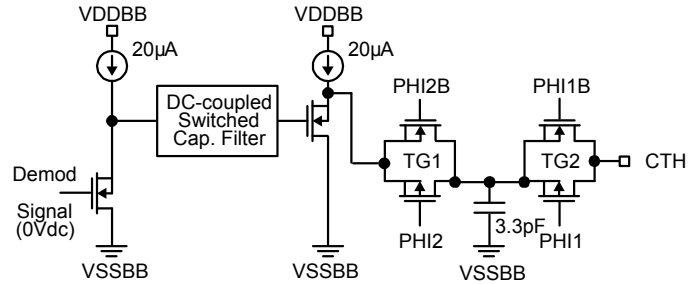 VDDBB
VDDBB
20µA
20µA
PHI2B
PHI1B
DC-coupled
Switched
Cap. Filter
TG1
TG2
CTH
Demod
Signal
(0Vdc)
3.3pF
PHI2
PHI1
VSSBB
VSSBB
VSSBB